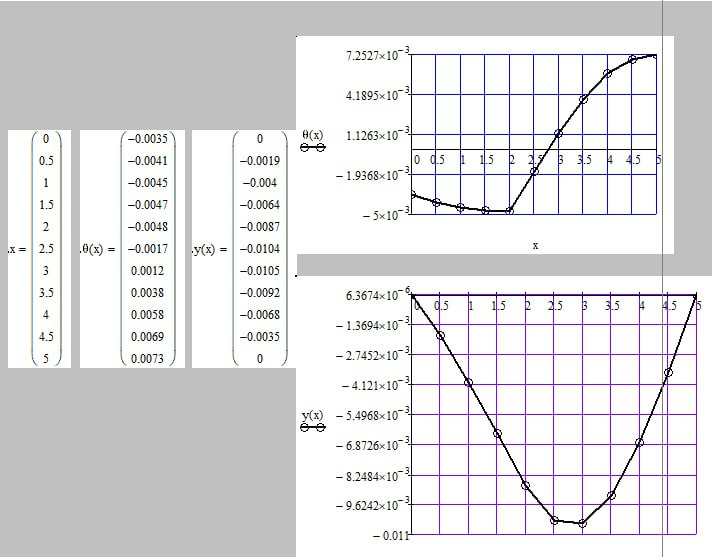 .x = 0 0.5 1 1.5 2 2.5 3 3.5 4 4.5 5
.θ(x) = −0.0035 −0.0041 −0.0045 −0.0047 −0.0048 −0.0017 0.0012 0.0038 0.0058 0.0069 0.0073
.y(x) = 0 −0.0019 −0.004 −0.0064 −0.0087 −0.0104 −0.0105 −0.0092 −0.0068 −0.0035 0
7.2527×10⁻³
4.1895×10⁻³
θ(x)
1.1263×10⁻³
0 0.5 1 1.5 2 2.5 3 3.5 4 4.5 5
−1.9368×10⁻³
−5×10⁻³
x
6.3674×10⁻⁶
0 0.5 1 1.5 2 2.5 3 3.5 4 4.5 5
−1.3694×10⁻³
−2.7452×10⁻³
−4.121×10⁻³
y(x)
−5.4968×10⁻³
−6.8726×10⁻³
−8.2484×10⁻³
−9.6242×10⁻³
−0.011